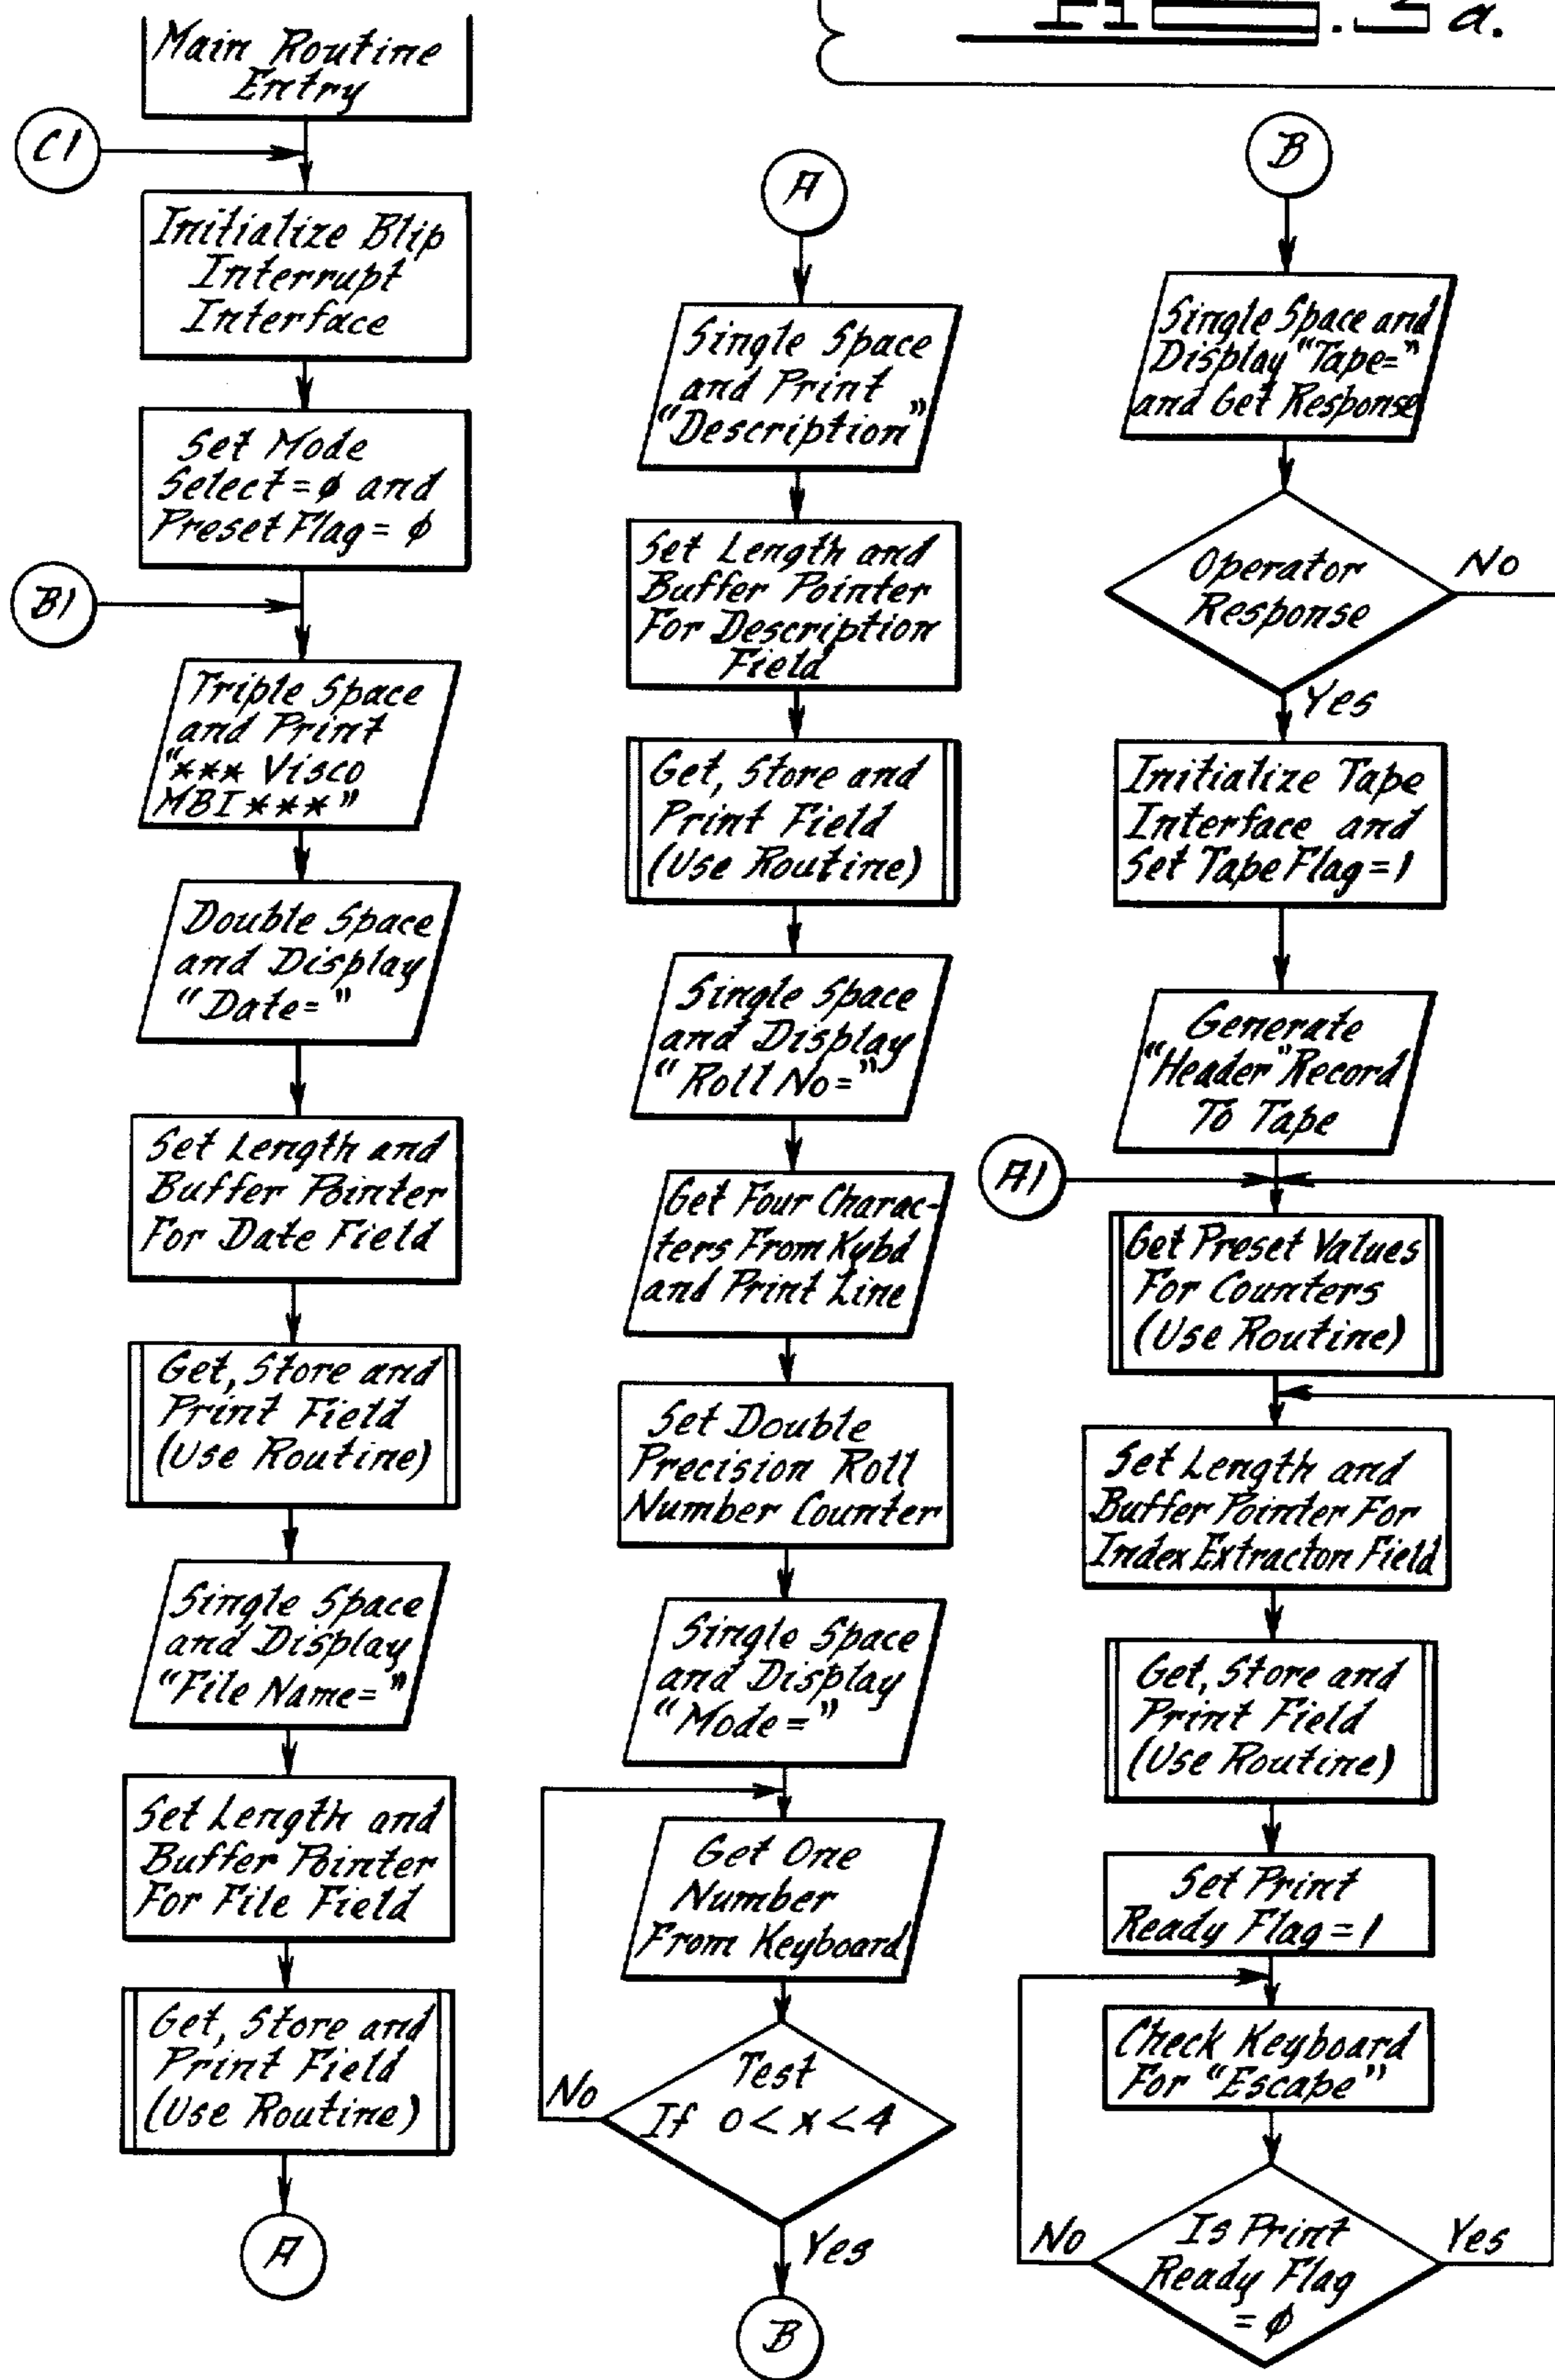 Main Routine
Entry
C1
Initialize Blip
Interrupt
Interface
Set Mode
Select = ϕ and
Preset Flag = ϕ
B1
Triple Space
and Print
"*** Visco
MBI***"
Double Space
and Display
"Date= "
Set Length and
Buffer Pointer
For Date Field
Get, Store and
Print Field
(Use Routine)
Single Space
and Display
"File Name= "
Set Length and
Buffer Pointer
For File Field
Get, Store and
Print Field
(Use Routine)
A
A
Single Space
and Print
"Description"
Set Length and
Buffer Pointer
For Description
Field
Get, Store and
Print Field
(Use Routine)
Single Space
and Display
"Roll No= "
Get Four Charac-
ters From Kybd
and Print Line
Set Double
Precision Roll
Number Counter
Single Space
and Display
"Mode= "
Get One
Number
From Keyboard
Test
If 0 < x < 4
No
Yes
B
a.
B
Single Space and
Display "Tape="
and Get Response
Operator
Response
No
Yes
Initialize Tape
Interface and
Set Tape Flag = 1
Generate
"Header" Record
To Tape
A1
Get Preset Values
For Counters
(Use Routine)
Set Length and
Buffer Pointer For
Index Extracton Field
Get, Store and
Print Field
(Use Routine)
Set Print
Ready Flag = 1
Check Keyboard
For "Escape"
Is Print
Ready Flag
= ϕ
No
Yes